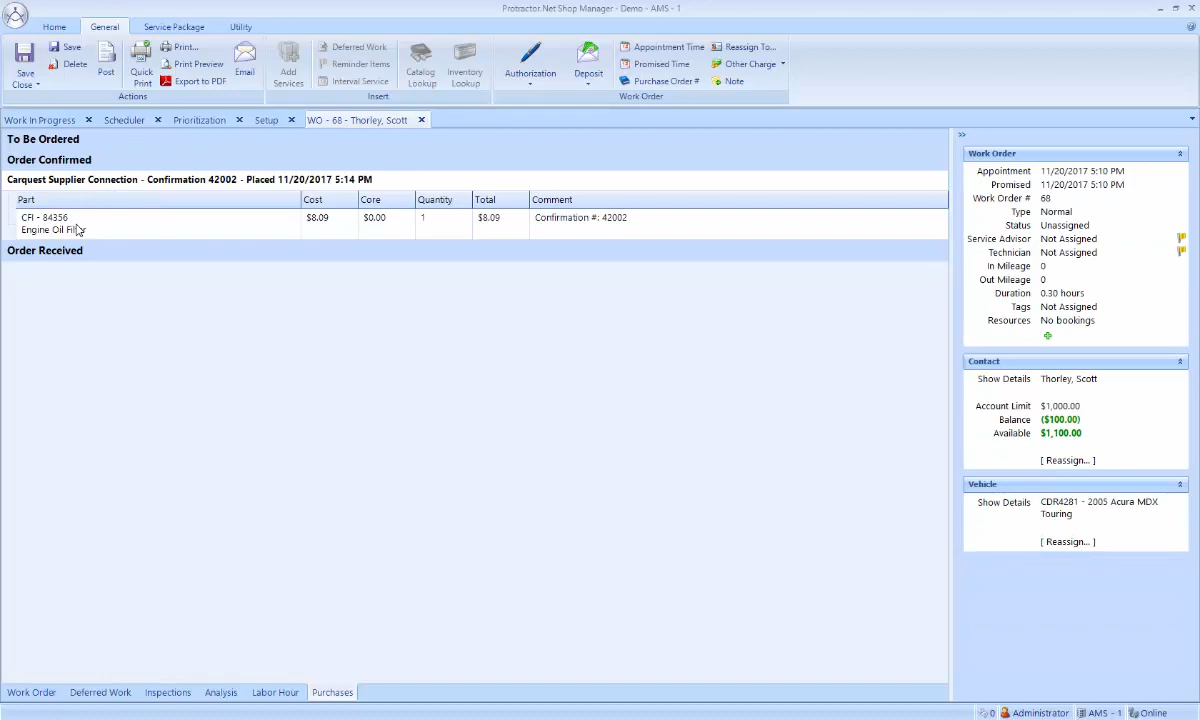 Protractor.Net Shop Manager - Demo - AMS - 1
Home General Service Package Utility
Save Close Save Delete Post Quick Print Print... Print Preview Export to PDF Email
Add Services Deferred Work Reminder Items Interval Service Catalog Lookup Inventory Lookup
Authorization Deposit Appointment Time Promised Time Purchase Order # Reassign To... Other Charge Note
Actions Insert Work Order
Work In Progress Scheduler Prioritization Setup WO - 68 - Thorley, Scott
To Be Ordered
Order Confirmed
Carquest Supplier Connection - Confirmation 42002 - Placed 11/20/2017 5:14 PM
Part Cost Core Quantity Total Comment
CFI - 84356 $8.09 $0.00 1 $8.09 Confirmation #: 42002
Engine Oil Filter
Order Received
Work Order
Appointment 11/20/2017 5:10 PM
Promised 11/20/2017 5:10 PM
Work Order # 68
Type Normal
Status Unassigned
Service Advisor Not Assigned
Technician Not Assigned
In Mileage 0
Out Mileage 0
Duration 0.30 hours
Tags Not Assigned
Resources No bookings
Contact
Show Details Thorley, Scott
Account Limit $1,000.00
Balance ($100.00)
Available $1,100.00
[ Reassign... ]
Vehicle
Show Details CDR4281 - 2005 Acura MDX
Touring
[ Reassign... ]
Work Order Deferred Work Inspections Analysis Labor Hour Purchases
0 Administrator AMS - 1 Online